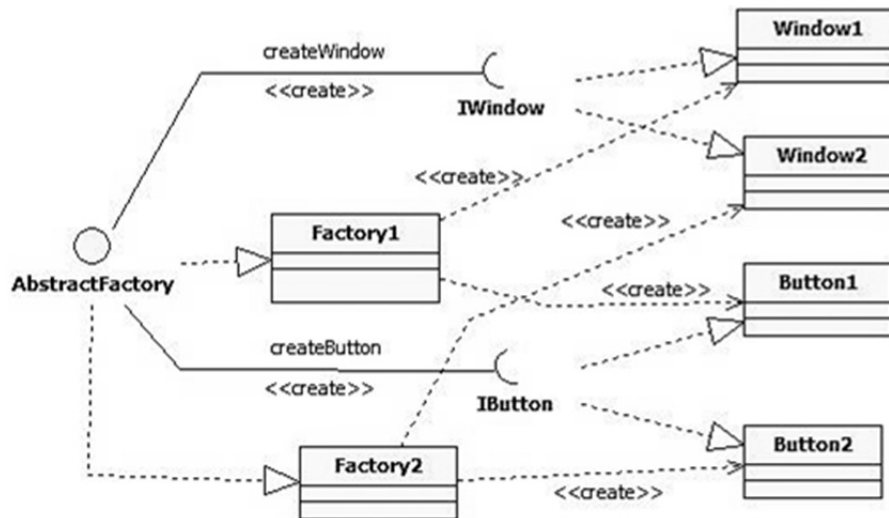 Window1
createWindow
<<create>>
IWindow
Window2
<<create>>
<<create>>
Factory1
AbstractFactory
Button1
<<create>>
createButton
<<create>>
IButton
Button2
Factory2
<<create>>